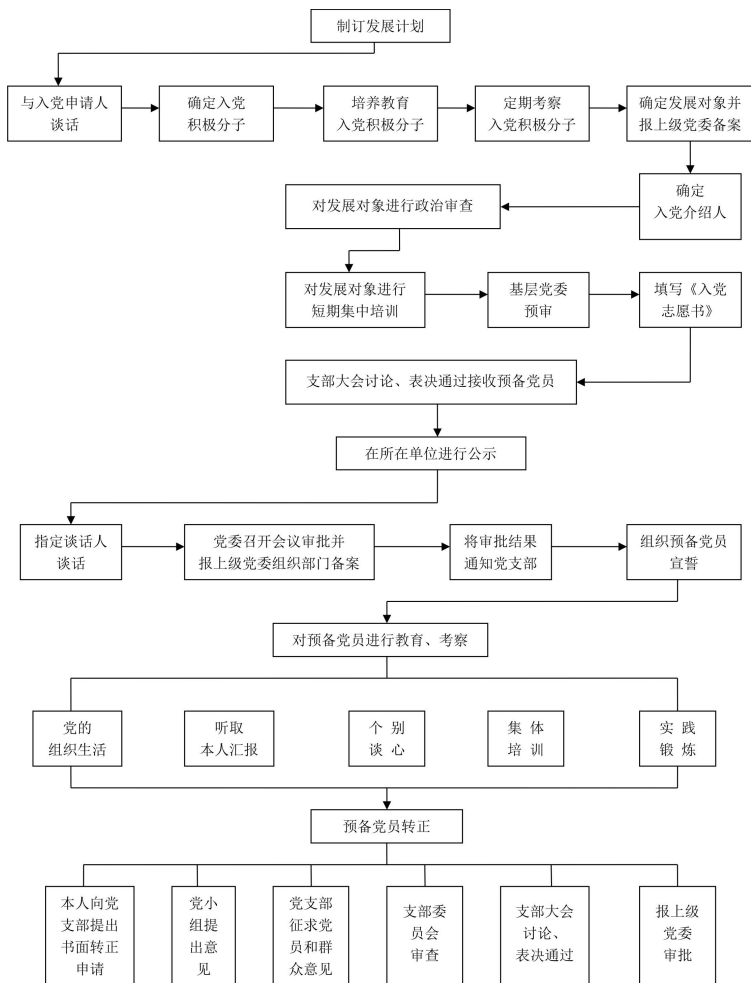 制订发展计划
与入党申请人
谈话
确定入党
积极分子
培养教育
入党积极分子
定期考察
入党积极分子
确定发展对象并
报上级党委备案
确定
入党介绍人
对发展对象进行政治审查
对发展对象进行
短期集中培训
基层党委
预审
填写《入党
志愿书》
支部大会讨论、表决通过接收预备党员
在所在单位进行公示
指定谈话人
谈话
党委召开会议审批并
报上级党委组织部门备案
将审批结果
通知党支部
组织预备党员
宣誓
对预备党员进行教育、考察
党的
组织生活
听取
本人汇报
个 别
谈 心
集 体
培 训
实 践
锻 炼
预备党员转正
本人向党
支部提出
书面转正
申请
党小
组提
出意
见
党支部
征求党
员和群
众意见
支部委
员会
审查
支部大会
讨论、
表决通过
报上级
党委
审批